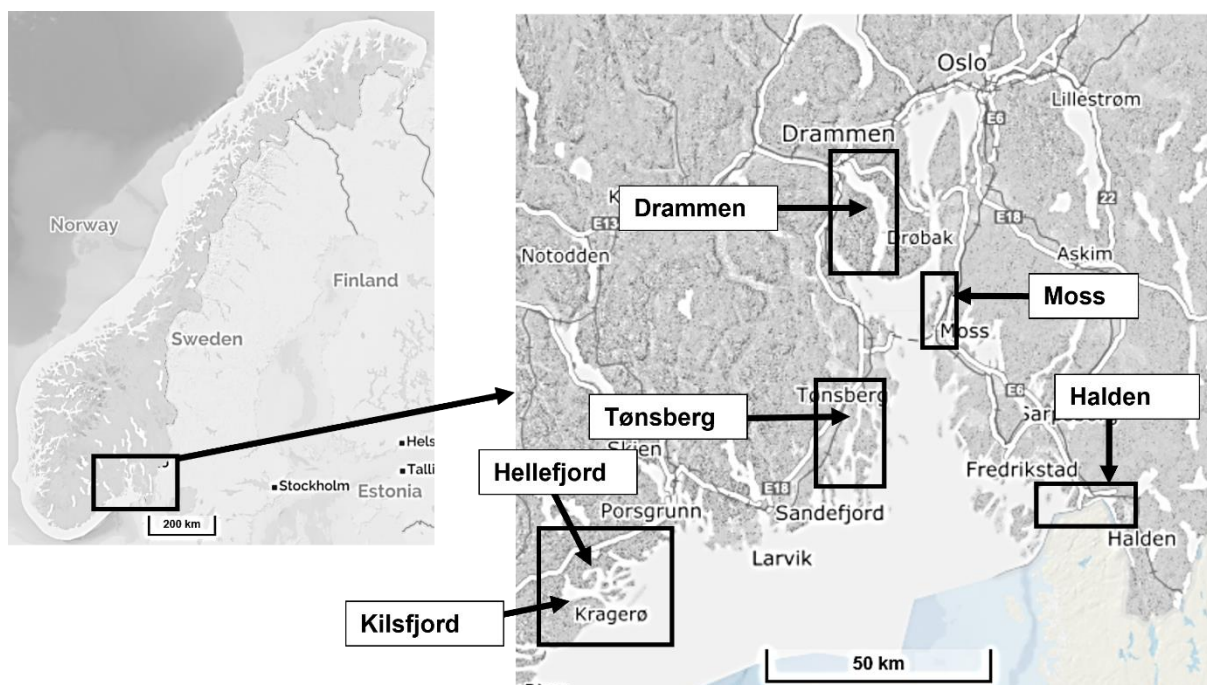 Norway
Finland
Sweden
Hels
Talli
Stockholm
Estonia
200 km
Oslo
Lillestrøm
E6
Drammen
Drammen
22
E13
E18
Drøbak
Notodden
Askim
Moss
Moss
Halden
E6
Tønsberg
Tønsberg
Skien
Hellefjord
Fredrikstad
E18
Porsgrunn
Sandefjord
Halden
Larvik
Kilsfjord
Kragerø
50 km